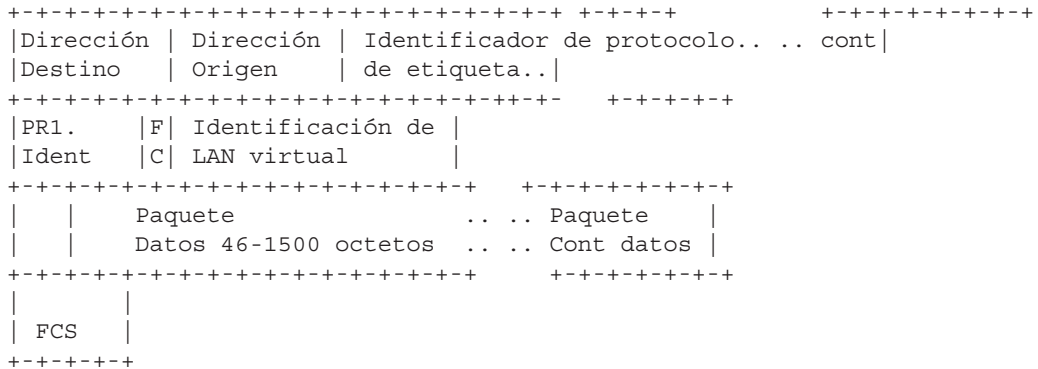 +-+-+-+-+-+-+-+-+-+-+-+-+-+-+-+-+-+-+-+ +-+-+-+          +-+-+-+-+-+-+-+
|Dirección | Dirección | Identificador de protocolo.. .. cont|
|Destino   | Origen    | de etiqueta..|
+-+-+-+-+-+-+-+-+-+-+-+-+-+-+-+-+-+-++-+-   +-+-+-+-+
|PR1.    |F| Identificación de |
|Ident   |C| LAN virtual       |
+-+-+-+-+-+-+-+-+-+-+-+-+-+-+-+-+   +-+-+-+-+-+-+-+
|   |    Paquete                .. .. Paquete    |
|   |    Datos 46-1500 octetos  .. .. Cont datos |
+-+-+-+-+-+-+-+-+-+-+-+-+-+-+-+-+     +-+-+-+-+-+-+
|       |
| FCS   |
+-+-+-+-+